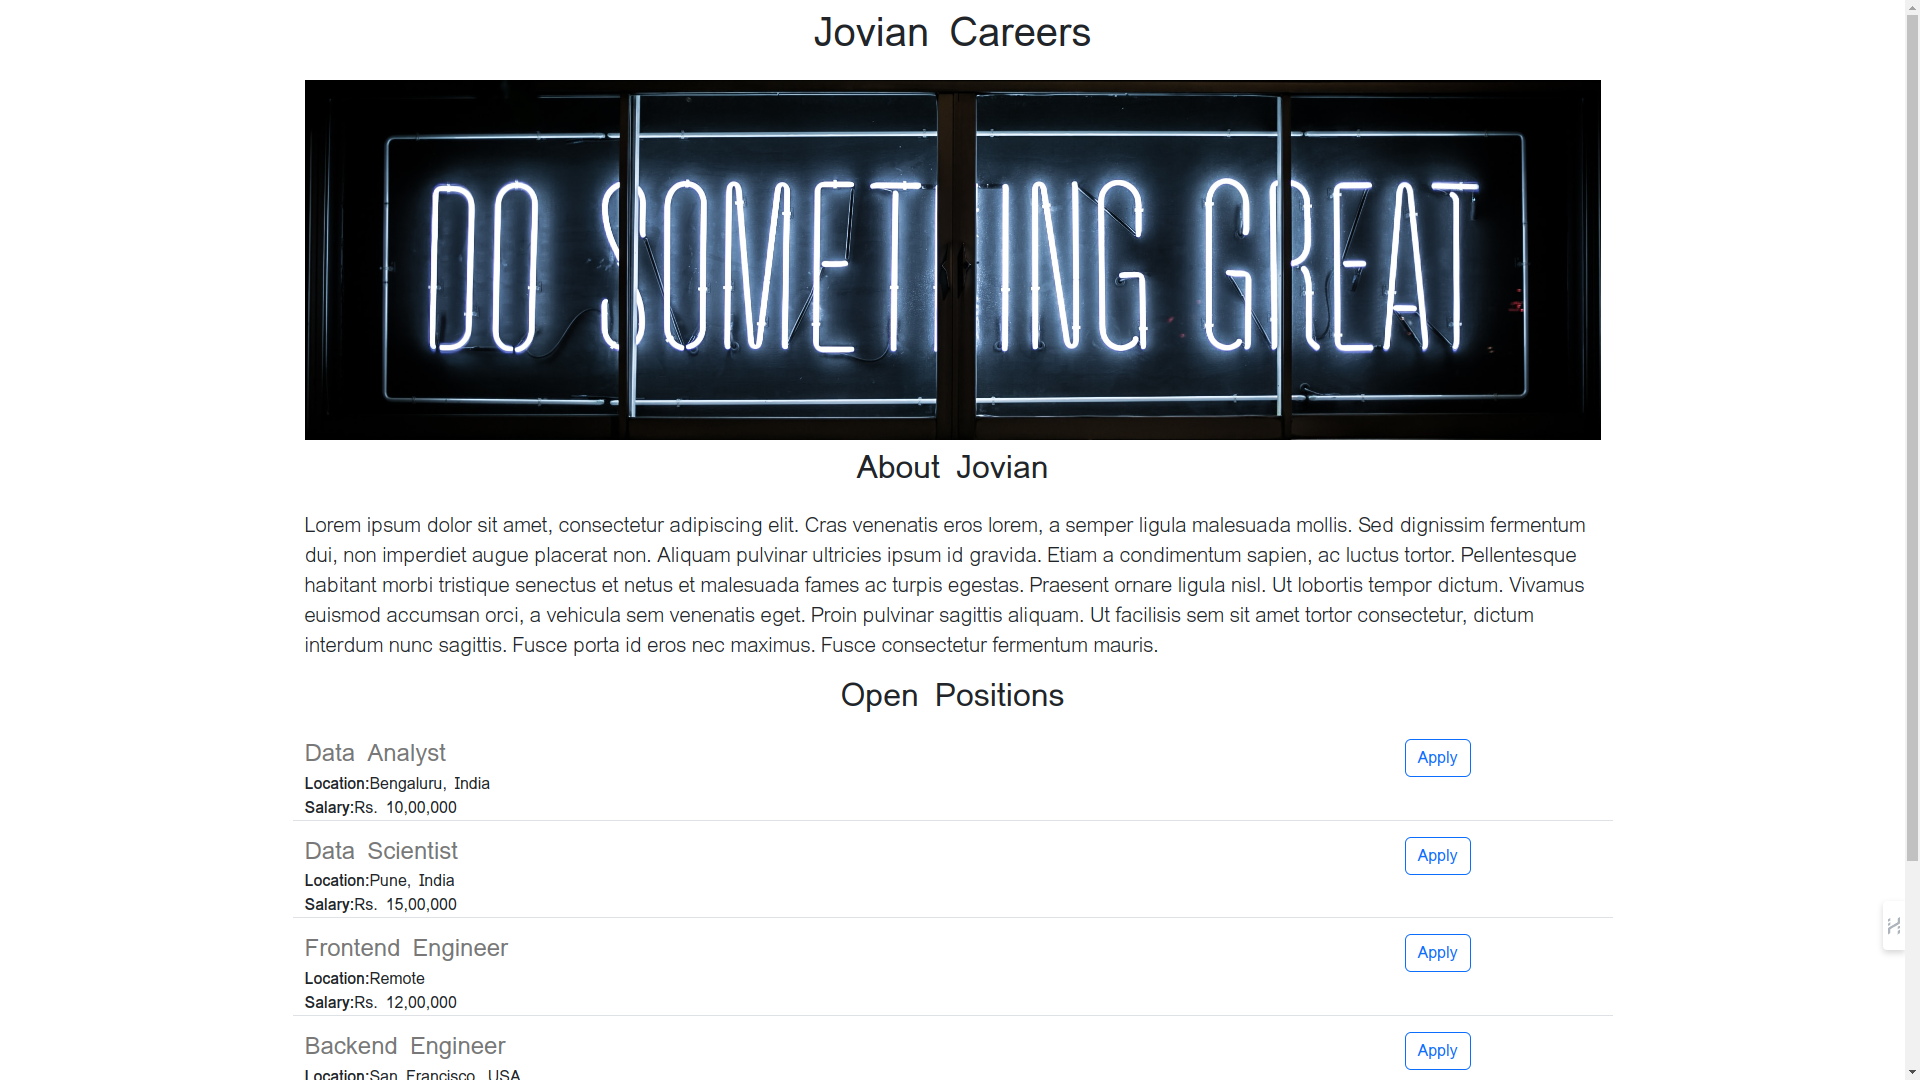 Jovian Careers
DO SOMETHING GREAT
About Jovian
Lorem ipsum dolor sit amet, consectetur adipiscing elit. Cras venenatis eros lorem, a semper ligula malesuada mollis. Sed dignissim fermentum
dui, non imperdiet augue placerat non. Aliquam pulvinar ultricies ipsum id gravida. Etiam a condimentum sapien, ac luctus tortor. Pellentesque
habitant morbi tristique senectus et netus et malesuada fames ac turpis egestas. Praesent ornare ligula nisl. Ut lobortis tempor dictum. Vivamus
euismod accumsan orci, a vehicula sem venenatis eget. Proin pulvinar sagittis aliquam. Ut facilisis sem sit amet tortor consectetur, dictum
interdum nunc sagittis. Fusce porta id eros nec maximus. Fusce consectetur fermentum mauris.
Open Positions
Data Analyst
Apply
Location:Bengaluru, India
Salary:Rs. 10,00,000
Data Scientist
Apply
Location:Pune, India
Salary:Rs. 15,00,000
Frontend Engineer
Apply
Location:Remote
Salary:Rs. 12,00,000
Backend Engineer
Apply
Location:San Francisco, USA